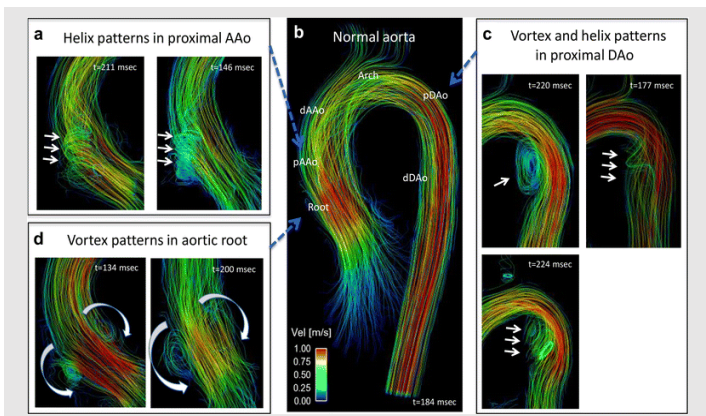 a
Helix patterns in proximal AAo
t=211 msec
t=146 msec
b
Normal aorta
Arch
pDAo
dAAo
pAAo
dDAo
Root
Vel [m/s]
1.00
0.75
0.50
0.25
0.00
t=184 msec
c
Vortex and helix patterns
in proximal DAo
t=220 msec
t=177 msec
t=224 msec
d
Vortex patterns in aortic root
t=134 msec
t=200 msec